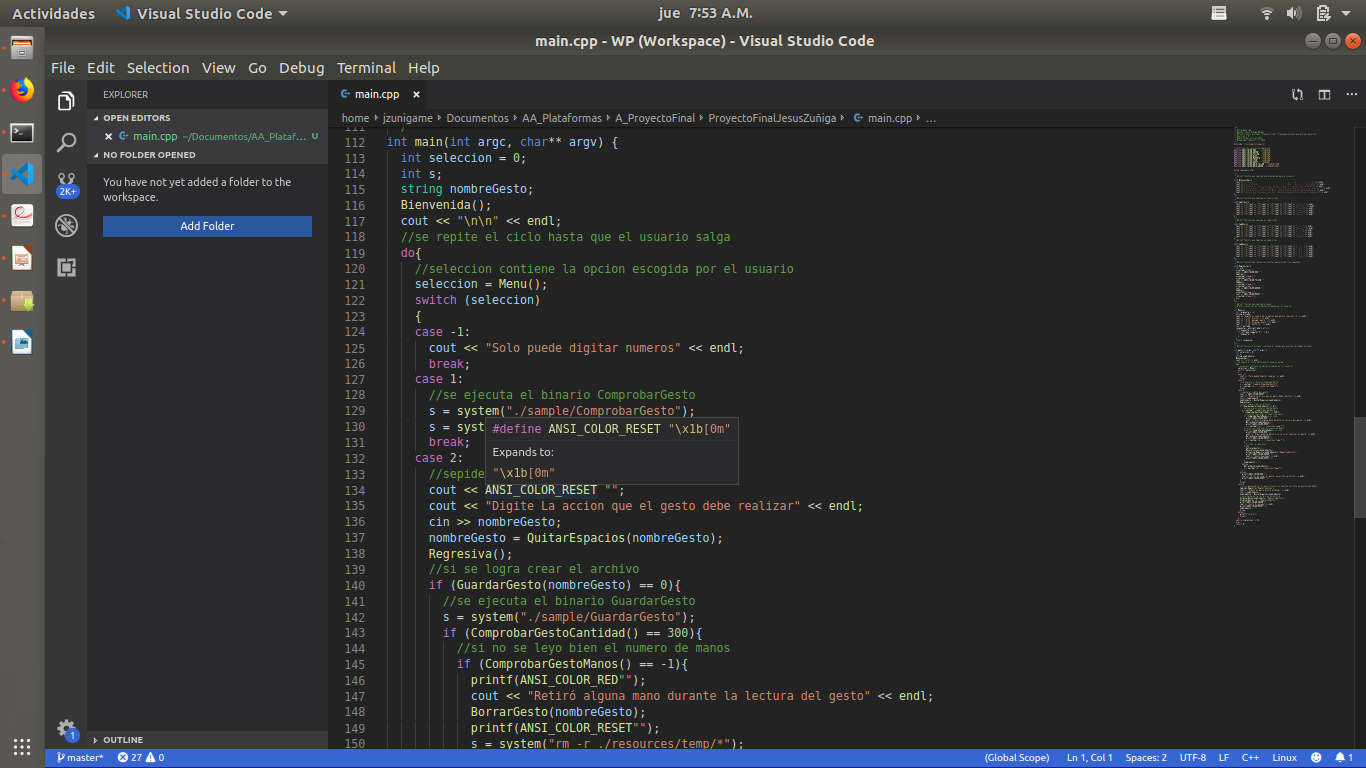 Actividades
Visual Studio Code
jue 7:53 A.M.
main.cpp - WP (Workspace) - Visual Studio Code
File Edit Selection View Go Debug Terminal Help
EXPLORER
OPEN EDITORS
main.cpp ~/Documentos/AA_Plataf... U
NO FOLDER OPENED
You have not yet added a folder to the
workspace.
Add Folder
2K+
1
OUTLINE
main.cpp
home > jzunigame > Documentos > AA_Plataformas > A_ProyectoFinal > ProyectoFinalJesusZuñiga > main.cpp > ...
111 /
112 int main(int argc, char** argv) {
113 int seleccion = 0;
114 int s;
115 string nombreGesto;
116 Bienvenida();
117 cout << "\n\n" << endl;
118 //se repite el ciclo hasta que el usuario salga
119 do{
120 //seleccion contiene la opcion escogida por el usuario
121 seleccion = Menu();
122 switch (seleccion)
123 {
124 case -1:
125 cout << "Solo puede digitar numeros" << endl;
126 break;
127 case 1:
128 //se ejecuta el binario ComprobarGesto
129 s = system("./sample/ComprobarGesto");
130 s = syst
131 break;
132 case 2:
133 //sepide
134 cout << ANSI_COLOR_RESET "";
135 cout << "Digite La accion que el gesto debe realizar" << endl;
136 cin >> nombreGesto;
137 nombreGesto = QuitarEspacios(nombreGesto);
138 Regresiva();
139 //si se logra crear el archivo
140 if (GuardarGesto(nombreGesto) == 0){
141 //se ejecuta el binario GuardarGesto
142 s = system("./sample/GuardarGesto");
143 if (ComprobarGestoCantidad() == 300){
144 //si no se leyo bien el numero de manos
145 if (ComprobarGestoManos() == -1){
146 printf(ANSI_COLOR_RED"");
147 cout << "Retiró alguna mano durante la lectura del gesto" << endl;
148 BorrarGesto(nombreGesto);
149 printf(ANSI_COLOR_RESET"");
150 s = system("rm -r ./resources/temp/*");
#define ANSI_COLOR_RESET "\x1b[0m"
Expands to:
"\x1b[0m"
master* 27 0
(Global Scope) Ln 1, Col 1 Spaces: 2 UTF-8 LF C++ Linux 1